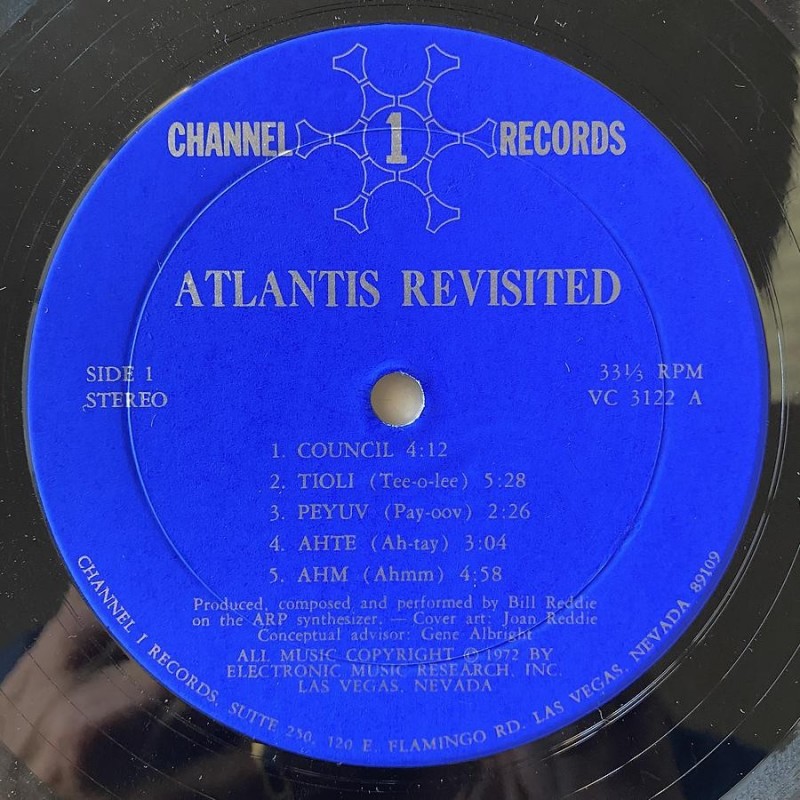 CHANNEL 1 RECORDS
ATLANTIS REVISITED
SIDE 1
STEREO
33⅓ RPM
VC 3122 A
1. COUNCIL 4:12
2. TIOLI (Tee-o-lee) 5:28
3. PEYUV (Pay-oov) 2:26
4. AHTE (Ah-tay) 3:04
5. AHM (Ahmm) 4:58
Produced, composed and performed by Bill Reddie
on the ARP synthesizer. — Cover art: Joan Reddie
Conceptual advisor: Gene Albright
ALL MUSIC COPYRIGHT © 1972 BY
ELECTRONIC MUSIC RESEARCH, INC.
LAS VEGAS, NEVADA
CHANNEL 1 RECORDS, SUITE 250, 120 E. FLAMINGO RD. LAS VEGAS, NEVADA 89109